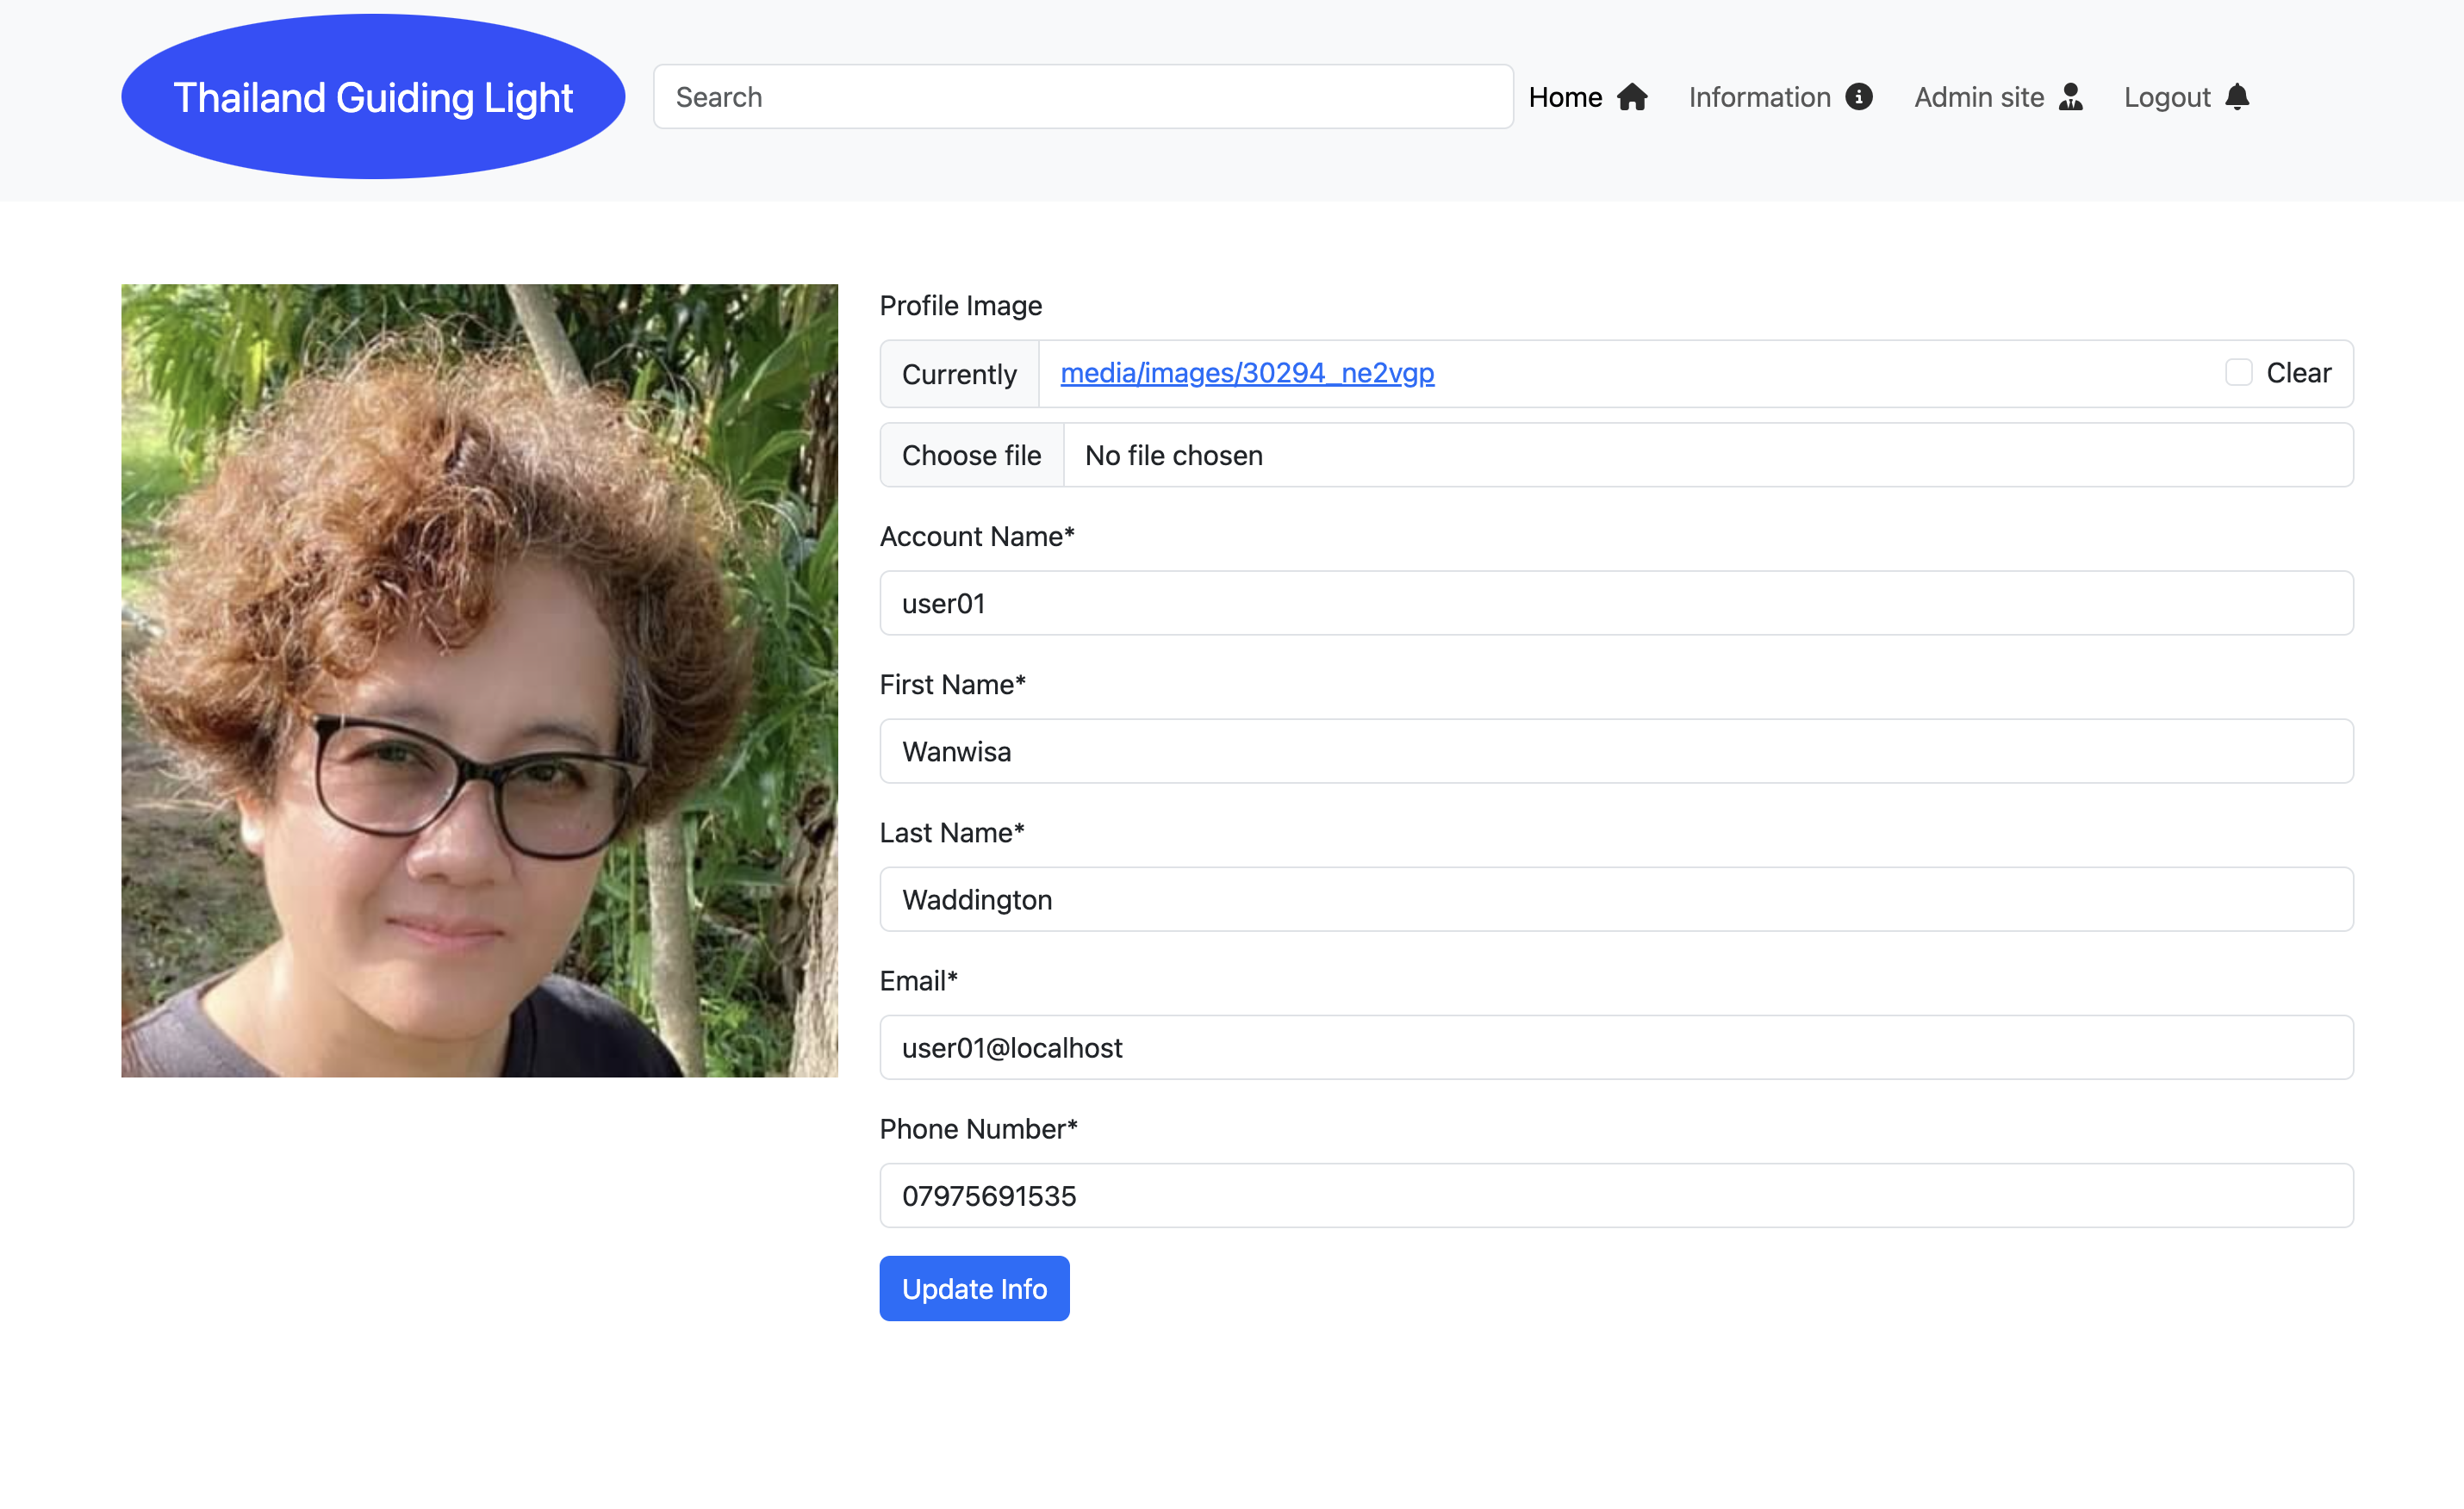 Thailand Guiding Light
Search
Home
Information
Admin site
Logout
Profile Image
Currently
media/images/30294_ne2vgp
Clear
Choose file
No file chosen
Account Name*
user01
First Name*
Wanwisa
Last Name*
Waddington
Email*
user01@localhost
Phone Number*
07975691535
Update Info